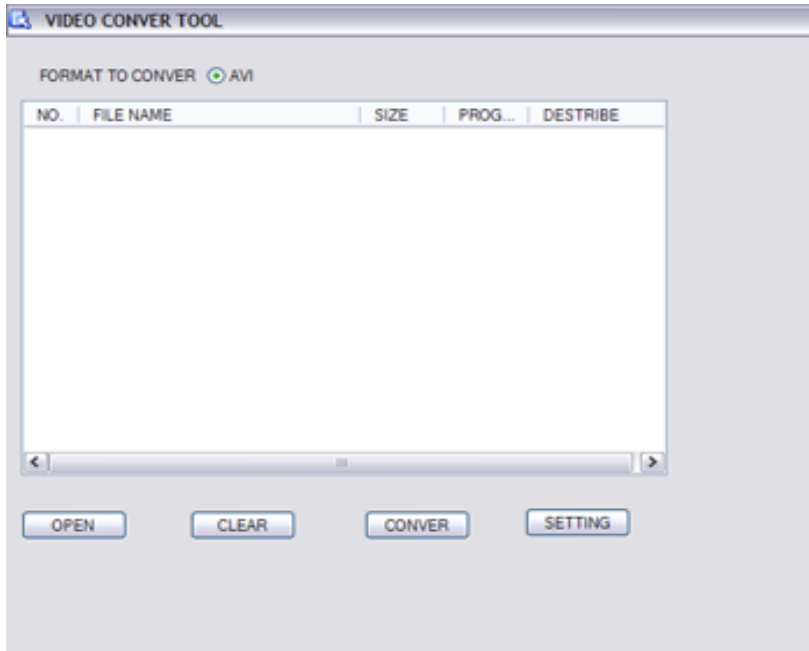 VIDEO CONVER TOOL
FORMAT TO CONVER AVI
NO. FILE NAME SIZE PROG... DESTRIBE
OPEN CLEAR CONVER SETTING